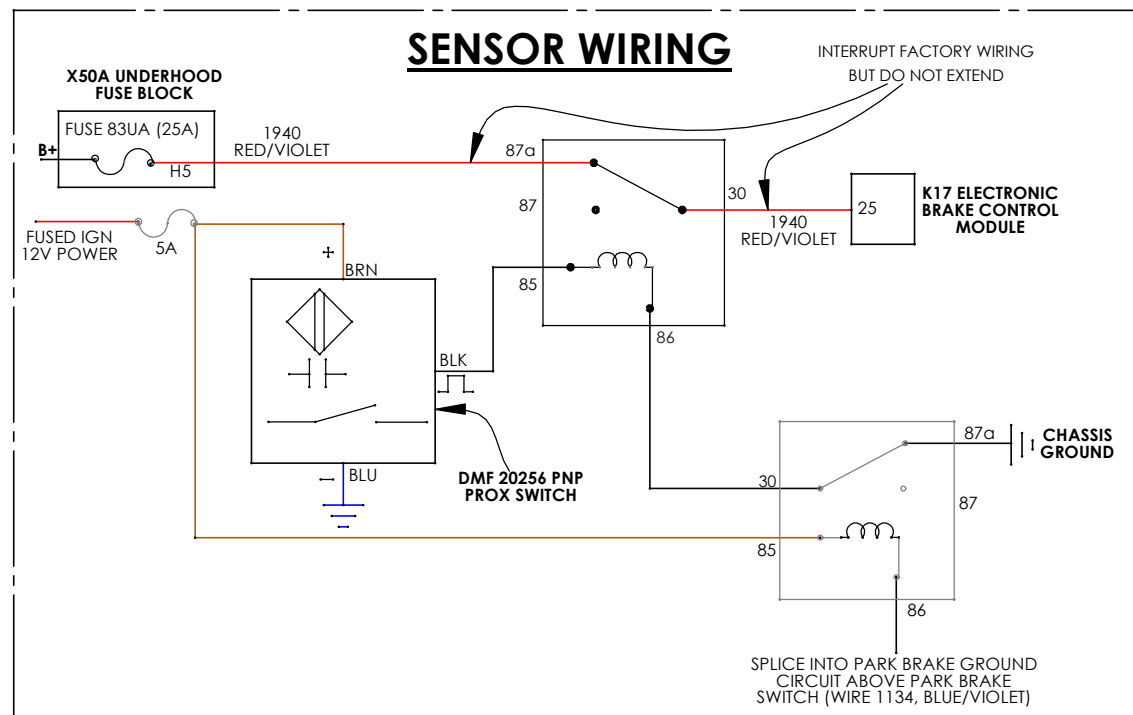 SENSOR WIRING
INTERRUPT FACTORY WIRING
BUT DO NOT EXTEND
X50A UNDERHOOD
FUSE BLOCK
FUSE 83UA (25A)
B+
H5
1940
RED/VIOLET
87a
87
30
85
86
1940
RED/VIOLET
25
K17 ELECTRONIC
BRAKE CONTROL
MODULE
FUSED IGN
12V POWER
5A
+
BRN
BLK
BLU
DMF 20256 PNP
PROX SWITCH
87a
CHASSIS
GROUND
30
87
85
86
SPLICE INTO PARK BRAKE GROUND
CIRCUIT ABOVE PARK BRAKE
SWITCH (WIRE 1134, BLUE/VIOLET)